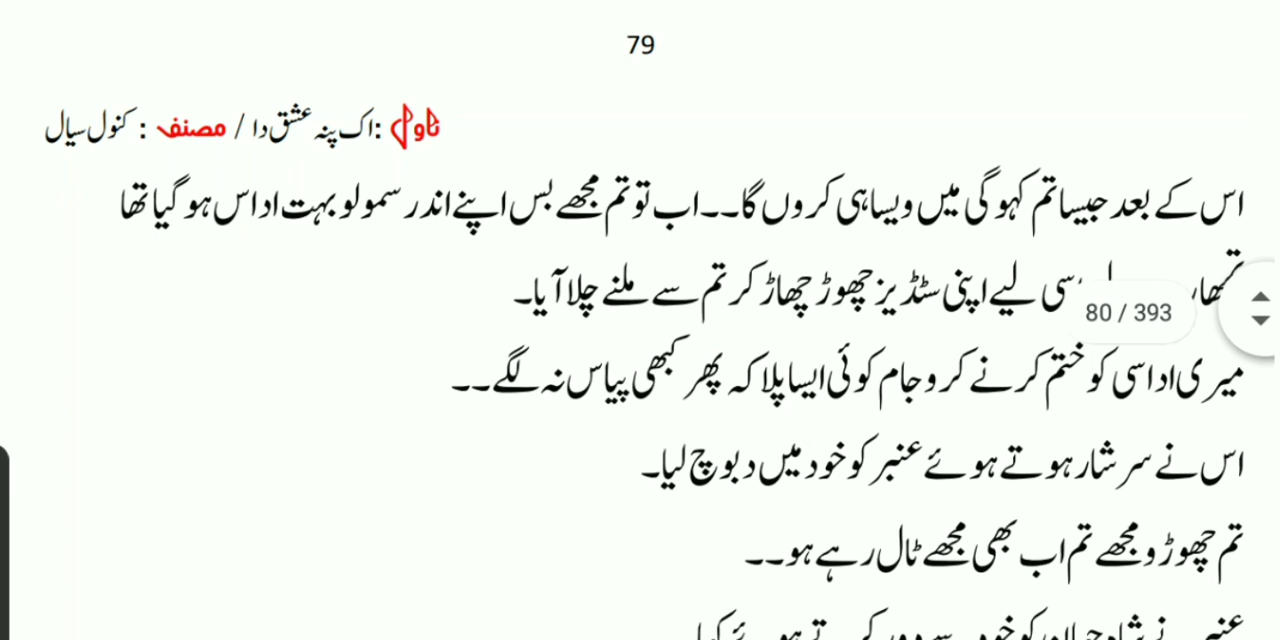 79
ناول: اک پنہ عشق دا / مصنف : کنول سیال
اس کے بعد جیسا تم کہو گی میں ویسا ہی کروں گا۔۔اب تو تم مجھے بس اپنے اندر سمو لو بہت اداس ہو گیا تھا
لیے اپنی سٹڈیز چھوڑ چھاڑ کر تم سے ملنے چلا آیا۔
80 / 393
میری اداسی کو ختم کرنے کر و جام کوئی ایسا پلا کہ پھر کبھی پیاس نہ لگے۔۔
اس نے سرشار ہوتے ہوئے عنبر کو خود میں دبوچ لیا۔
تم چھوڑو مجھے تم اب بھی مجھے ٹال رہے ہو۔۔